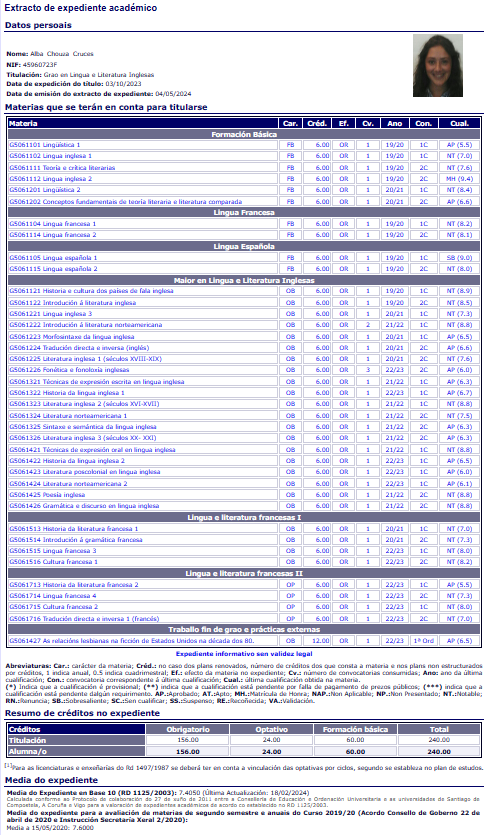 Extracto de expediente académico
Datos persoais
Nome: Alba Chouza Cruces
NIF: 45960723F
Titulación: Grao en Lingua e Literatura Inglesas
Data de expedición do título: 03/10/2023
Data de emisión do extracto de expediente: 04/05/2024
Materias que se terán en conta para titularse
Materia Car. Créd. Ef. Cv. Ano Con. Cual.
Formación Básica
G5061101 Lingüística 1 FB 6.00 OR 1 19/20 1C AP (5.5)
G5061102 Lingua inglesa 1 FB 6.00 OR 1 19/20 1C NT (7.0)
G5061111 Teoría e crítica literarias FB 6.00 OR 1 19/20 2C NT (7.6)
G5061112 Lingua inglesa 2 FB 6.00 OR 1 19/20 2C MH (9.4)
G5061201 Lingüística 2 FB 6.00 OR 1 20/21 1C NT (8.4)
G5061202 Conceptos fundamentais de teoría literaria e literatura comparada FB 6.00 OR 1 20/21 2C AP (6.6)
Lingua Francesa
G5061104 Lingua francesa 1 FB 6.00 OR 1 19/20 1C NT (8.2)
G5061114 Lingua francesa 2 FB 6.00 OR 1 19/20 2C NT (8.1)
Lingua Española
G5061105 Lingua española 1 FB 6.00 OR 1 19/20 1C SB (9.0)
G5061115 Lingua española 2 FB 6.00 OR 1 19/20 2C NT (8.0)
Maior en Lingua e Literatura Inglesas
G5061121 Historia e cultura dos países de fala inglesa OB 6.00 OR 1 19/20 1C NT (8.9)
G5061122 Introdución á literatura inglesa OB 6.00 OR 1 19/20 2C NT (8.5)
G5061221 Lingua inglesa 3 OB 6.00 OR 1 20/21 1C NT (7.3)
G5061222 Introdución á literatura norteamericana OB 6.00 OR 2 21/22 1C NT (8.8)
G5061223 Morfosintaxe da lingua inglesa OB 6.00 OR 1 20/21 1C AP (6.4)
G5061224 Tradución directa e inversa (inglés) OB 6.00 OR 1 20/21 2C AP (6.6)
G5061225 Literatura inglesa 1 (séculos XVIII-XIX) OB 6.00 OR 1 20/21 2C NT (7.6)
G5061226 Fonética e fonoloxía inglesas OB 6.00 OR 3 22/23 2C AP (6.0)
G5061321 Técnicas de expresión escrita en lingua inglesa OB 6.00 OR 1 21/22 1C AP (6.3)
G5061322 Historia da lingua inglesa 1 OB 6.00 OR 1 22/23 1C AP (6.7)
G5061323 Literatura inglesa 2 (séculos XVI-XVII) OB 6.00 OR 1 21/22 1C NT (8.8)
G5061324 Literatura norteamericana 1 OB 6.00 OR 1 21/22 2C NT (7.5)
G5061325 Sintaxe e semántica da lingua inglesa OB 6.00 OR 1 21/22 2C AP (6.3)
G5061326 Literatura inglesa 3 (séculos XX- XXI) OB 6.00 OR 1 21/22 2C AP (6.3)
G5061421 Técnicas de expresión oral en lingua inglesa OB 6.00 OR 1 21/22 1C NT (8.8)
G5061422 Historia da lingua inglesa 2 OB 6.00 OR 1 22/23 2C AP (6.3)
G5061423 Literatura poscolonial en lingua inglesa OB 6.00 OR 1 22/23 1C AP (6.0)
G5061424 Literatura norteamericana 2 OB 6.00 OR 1 22/23 1C AP (6.1)
G5061425 Poesía inglesa OB 6.00 OR 1 21/22 2C NT (8.8)
G5061426 Gramática e discurso en lingua inglesa OB 6.00 OR 1 21/22 2C NT (8.8)
Lingua e literatura francesas I
G5061513 Historia da literatura francesa 1 OB 6.00 OR 1 20/21 1C NT (7.0)
G5061514 Introdución á gramática francesa OB 6.00 OR 1 20/21 2C NT (7.3)
G5061515 Lingua francesa 3 OB 6.00 OR 1 22/23 1C NT (8.0)
G5061516 Cultura francesa 1 OB 6.00 OR 1 22/23 2C NT (8.2)
Lingua e literatura francesas II
G5061713 Historia da literatura francesa 2 OP 6.00 OR 1 22/23 1C AP (5.5)
G5061714 Lingua francesa 4 OP 6.00 OR 1 22/23 2C NT (7.3)
G5061715 Cultura francesa 2 OP 6.00 OR 1 22/23 1C NT (8.0)
G5061716 Tradución directa e inversa 1 (francés) OP 6.00 OR 1 22/23 2C NT (7.0)
Traballo fin de grao e prácticas externas
G5061427 As relacións lesbianas na ficción de Estados Unidos na década dos 80. OB 12.00 OR 1 22/23 1ª Ord AP (6.5)
Expediente informativo sen validez legal
Abreviaturas: Car.: carácter da materia; Créd.: no caso dos plans renovados, número de créditos dos que consta a materia e nos plans non estruturados
por créditos, 1 indica anual, 0.5 indica cuadrimestral; Ef.: efecto da materia no expediente; Cv.: número de convocatorias consumidas; Ano: ano da última
cualificación; Con.: convocatoria correspondente á última cualificación; Cual.: última cualificación obtida na materia.
(*) Indica que a cualificación é provisional; (**) indica que a cualificación está pendente por falla de pagamento de prezos públicos; (***) indica que a
cualificación está pendente dalgún requirimento. AP.:Aprobado; AT.:Apto; MH.:Matrícula de Honra; NAP.:Non Aplicable; NP.:Non Presentado; NT.:Notable;
RN.:Renuncia; SB.:Sobresaliente; SC.:Sen cualificar; SS.:Suspenso; RE.:Recoñecida; VA.:Validación.
Resumo de créditos no expediente
Créditos Obrigatorio Optativo Formación básica Total
Titulación 156.00 24.00 60.00 240.00
Alumna/o 156.00 24.00 60.00 240.00
[1]Para as licenciaturas e enxeñarías do Rd 1497/1987 se deberá ter en conta a vinculación das optativas por ciclos, segundo se estableza no plan de estudos.
Media do expediente
Media do Expediente en Base 10 (RD 1125/2003): 7.4050 (Última Actualización: 18/02/2024)
Calculada conforme ao Protocolo de colaboración do 27 de xuño de 2011 entre a Consellería de Educación e Ordenación Universitaria e as universidades de Santiago de
Compostela, A Coruña e Vigo para a valoración de expedientes académicos de acordo co establecido no RD 1125/2003.
Media do expediente para a avaliación de materias de segundo semestre e anuais do Curso 2019/20 (Acordo Consello de Goberno 22 de
abril de 2020 e Instrucción Secretaría Xeral 2/2020):
Media a 15/05/2020: 7.6000